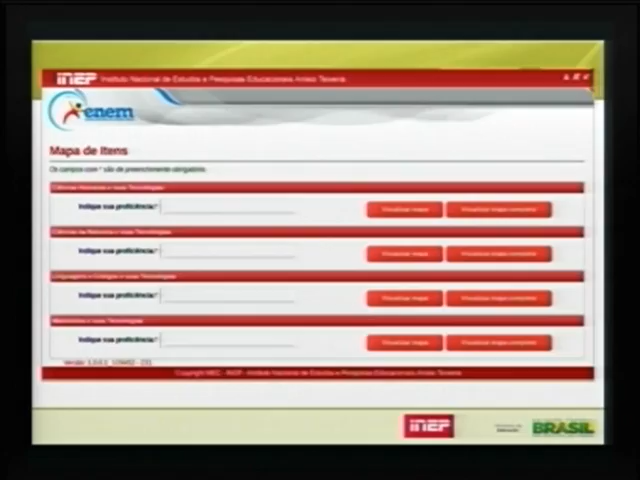 INEP Instituto Nacional de Estudos e Pesquisas Educacionais Anísio Teixeira
enem
Mapa de Itens
Os campos com * são de preenchimento obrigatório.
Ciências Humanas e suas Tecnologias
Indique sua proficiência:* Visualizar mapa Visualizar mapa completo
Ciências da Natureza e suas Tecnologias
Indique sua proficiência:* Visualizar mapa Visualizar mapa completo
Linguagens e Códigos e suas Tecnologias
Indique sua proficiência:* Visualizar mapa Visualizar mapa completo
Matemática e suas Tecnologias
Indique sua proficiência:* Visualizar mapa Visualizar mapa completo
Copyright MEC - INEP - Instituto Nacional de Estudos e Pesquisas Educacionais Anísio Teixeira
INEP BRASIL